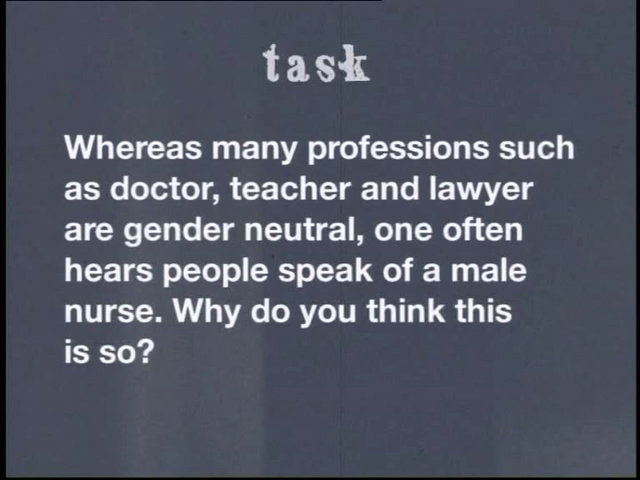 task
Whereas many professions such
as doctor, teacher and lawyer
are gender neutral, one often
hears people speak of a male
nurse. Why do you think this
is so?